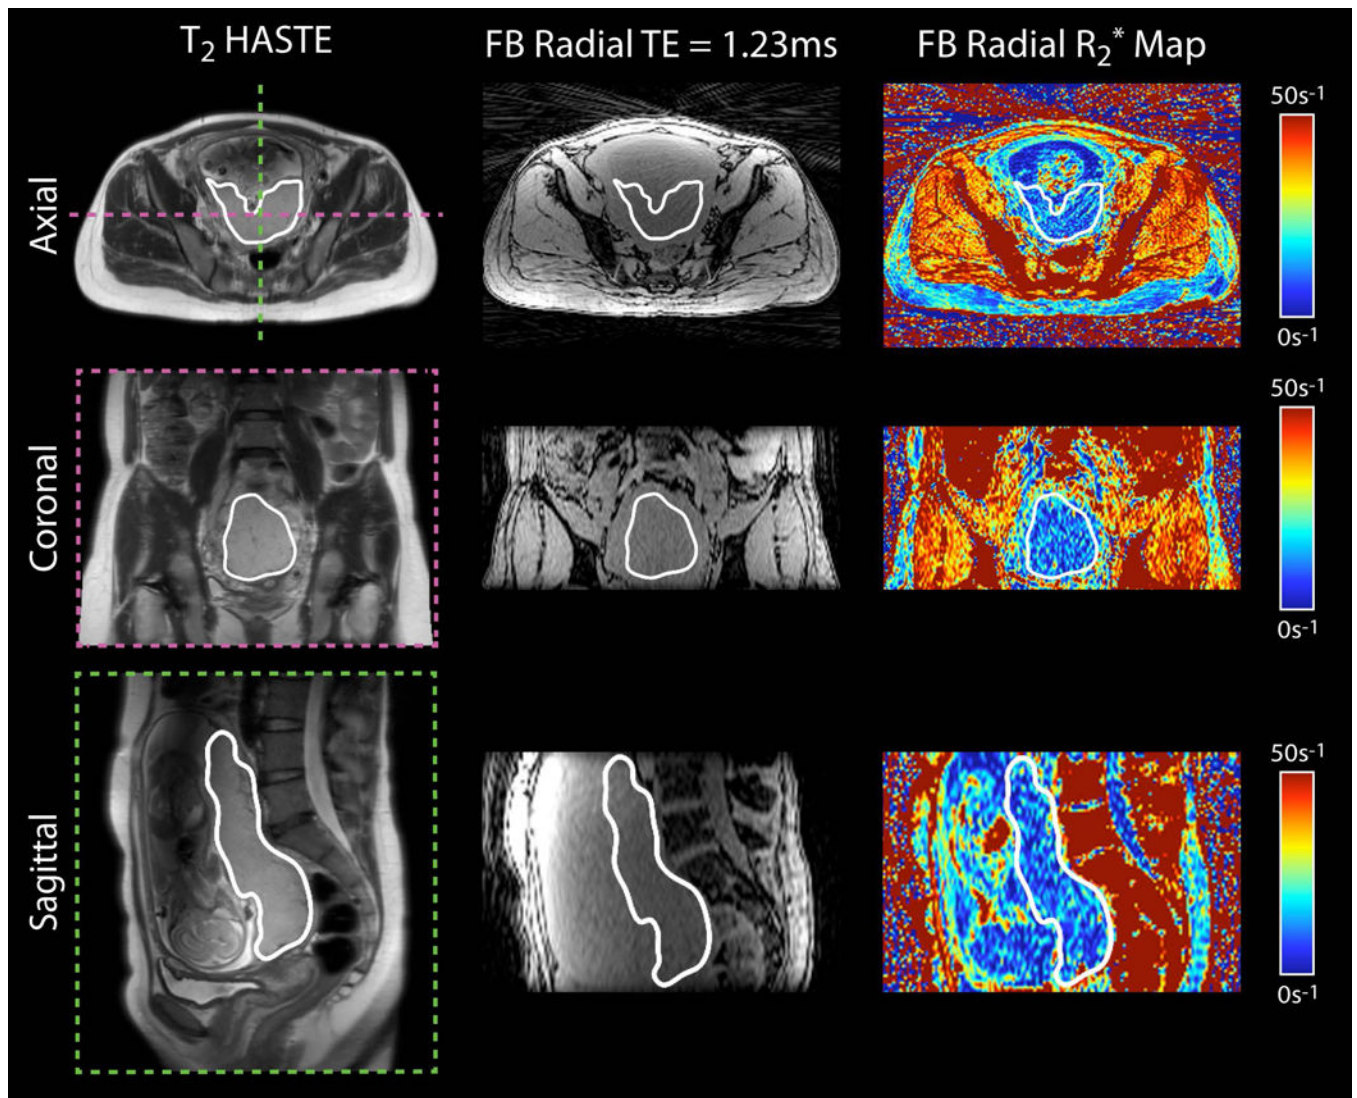 T₂ HASTE
FB Radial TE = 1.23ms
FB Radial R₂* Map
Axial
50s⁻¹
0s⁻¹
Coronal
50s⁻¹
0s⁻¹
Sagittal
50s⁻¹
0s⁻¹